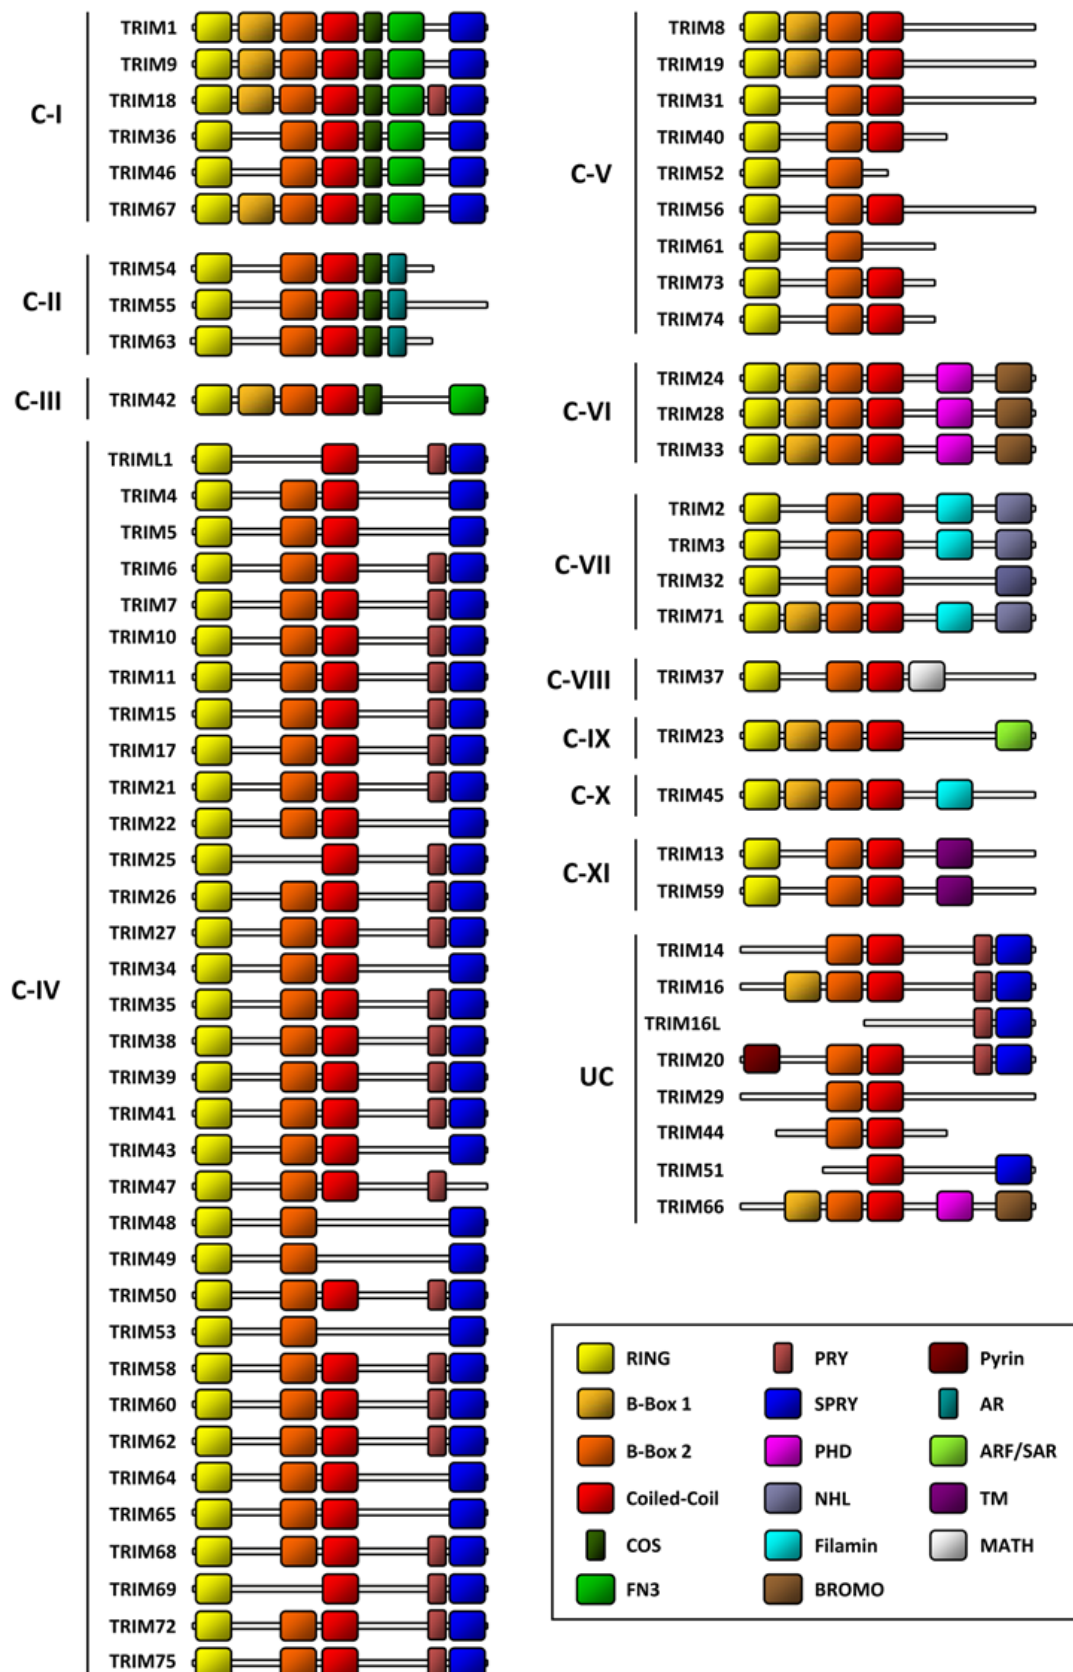 C-I
TRIM1
TRIM9
TRIM18
TRIM36
TRIM46
TRIM67
C-II
TRIM54
TRIM55
TRIM63
C-III
TRIM42
C-IV
TRIML1
TRIM4
TRIM5
TRIM6
TRIM7
TRIM10
TRIM11
TRIM15
TRIM17
TRIM21
TRIM22
TRIM25
TRIM26
TRIM27
TRIM34
TRIM35
TRIM38
TRIM39
TRIM41
TRIM43
TRIM47
TRIM48
TRIM49
TRIM50
TRIM53
TRIM58
TRIM60
TRIM62
TRIM64
TRIM65
TRIM68
TRIM69
TRIM72
TRIM75
C-V
TRIM8
TRIM19
TRIM31
TRIM40
TRIM52
TRIM56
TRIM61
TRIM73
TRIM74
C-VI
TRIM24
TRIM28
TRIM33
C-VII
TRIM2
TRIM3
TRIM32
TRIM71
C-VIII
TRIM37
C-IX
TRIM23
C-X
TRIM45
C-XI
TRIM13
TRIM59
UC
TRIM14
TRIM16
TRIM16L
TRIM20
TRIM29
TRIM44
TRIM51
TRIM66
RING
B-Box 1
B-Box 2
Coiled-Coil
COS
FN3
PRY
SPRY
PHD
NHL
Filamin
BROMO
Pyrin
AR
ARF/SAR
TM
MATH